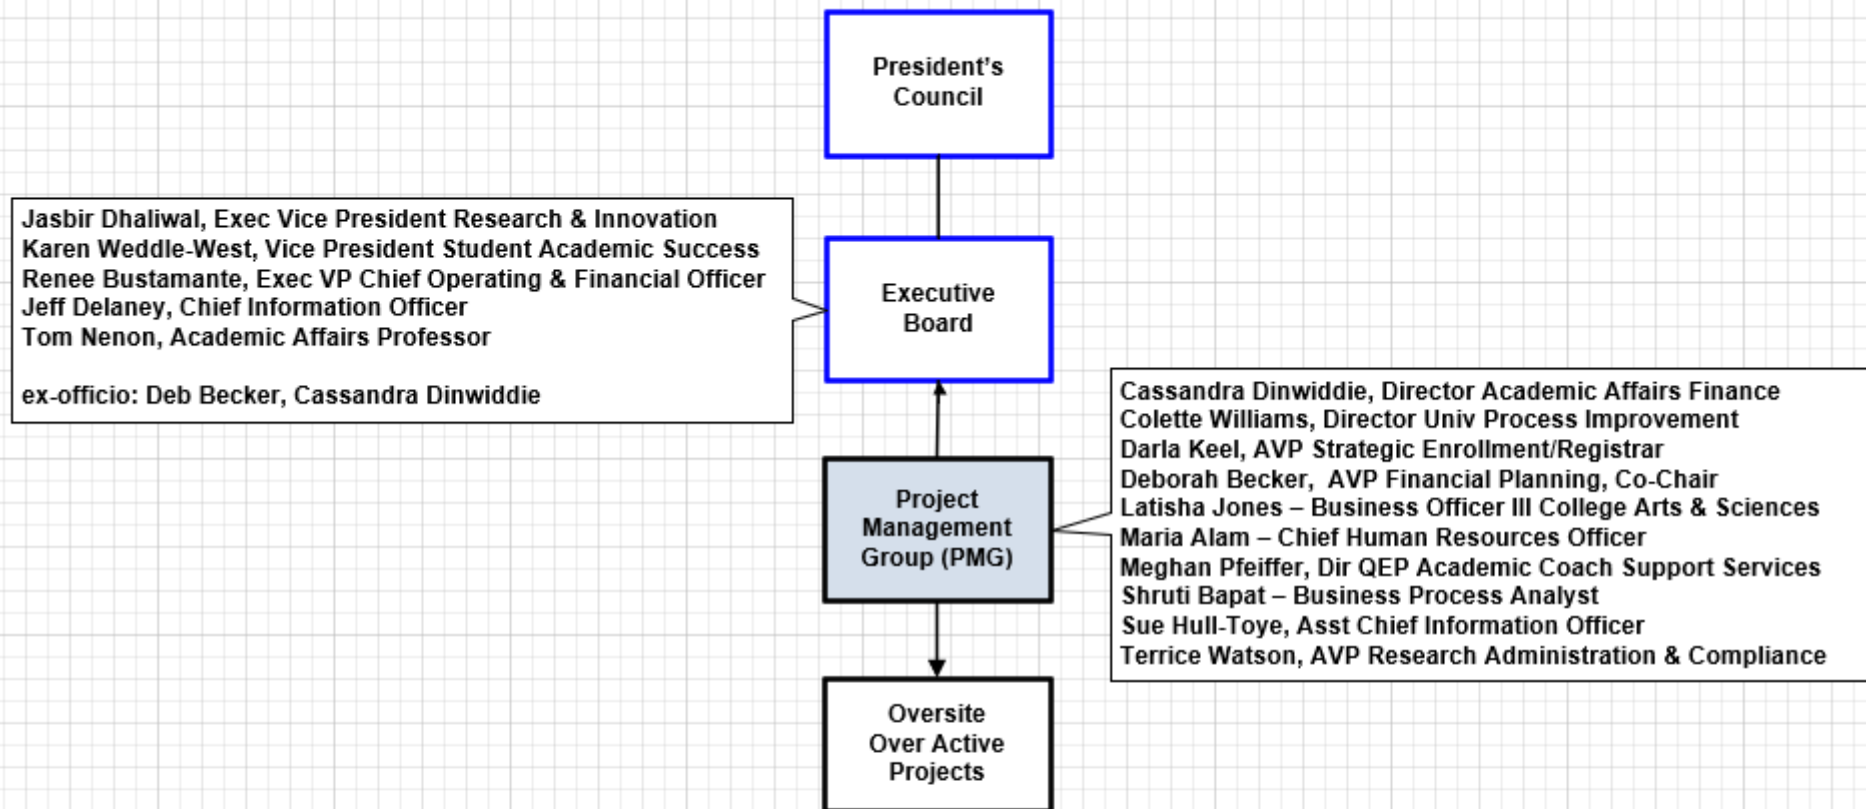 President's
Council
Jasbir Dhaliwal, Exec Vice President Research & Innovation
Karen Weddle-West, Vice President Student Academic Success
Renee Bustamante, Exec VP Chief Operating & Financial Officer
Jeff Delaney, Chief Information Officer
Tom Nenon, Academic Affairs Professor
ex-officio: Deb Becker, Cassandra Dinwiddie
Executive
Board
Cassandra Dinwiddie, Director Academic Affairs Finance
Colette Williams, Director Univ Process Improvement
Darla Keel, AVP Strategic Enrollment/Registrar
Deborah Becker,  AVP Financial Planning, Co-Chair
Latisha Jones – Business Officer III College Arts & Sciences
Maria Alam – Chief Human Resources Officer
Meghan Pfeiffer, Dir QEP Academic Coach Support Services
Shruti Bapat – Business Process Analyst
Sue Hull-Toye, Asst Chief Information Officer
Terrice Watson, AVP Research Administration & Compliance
Project
Management
Group (PMG)
Oversite
Over Active
Projects